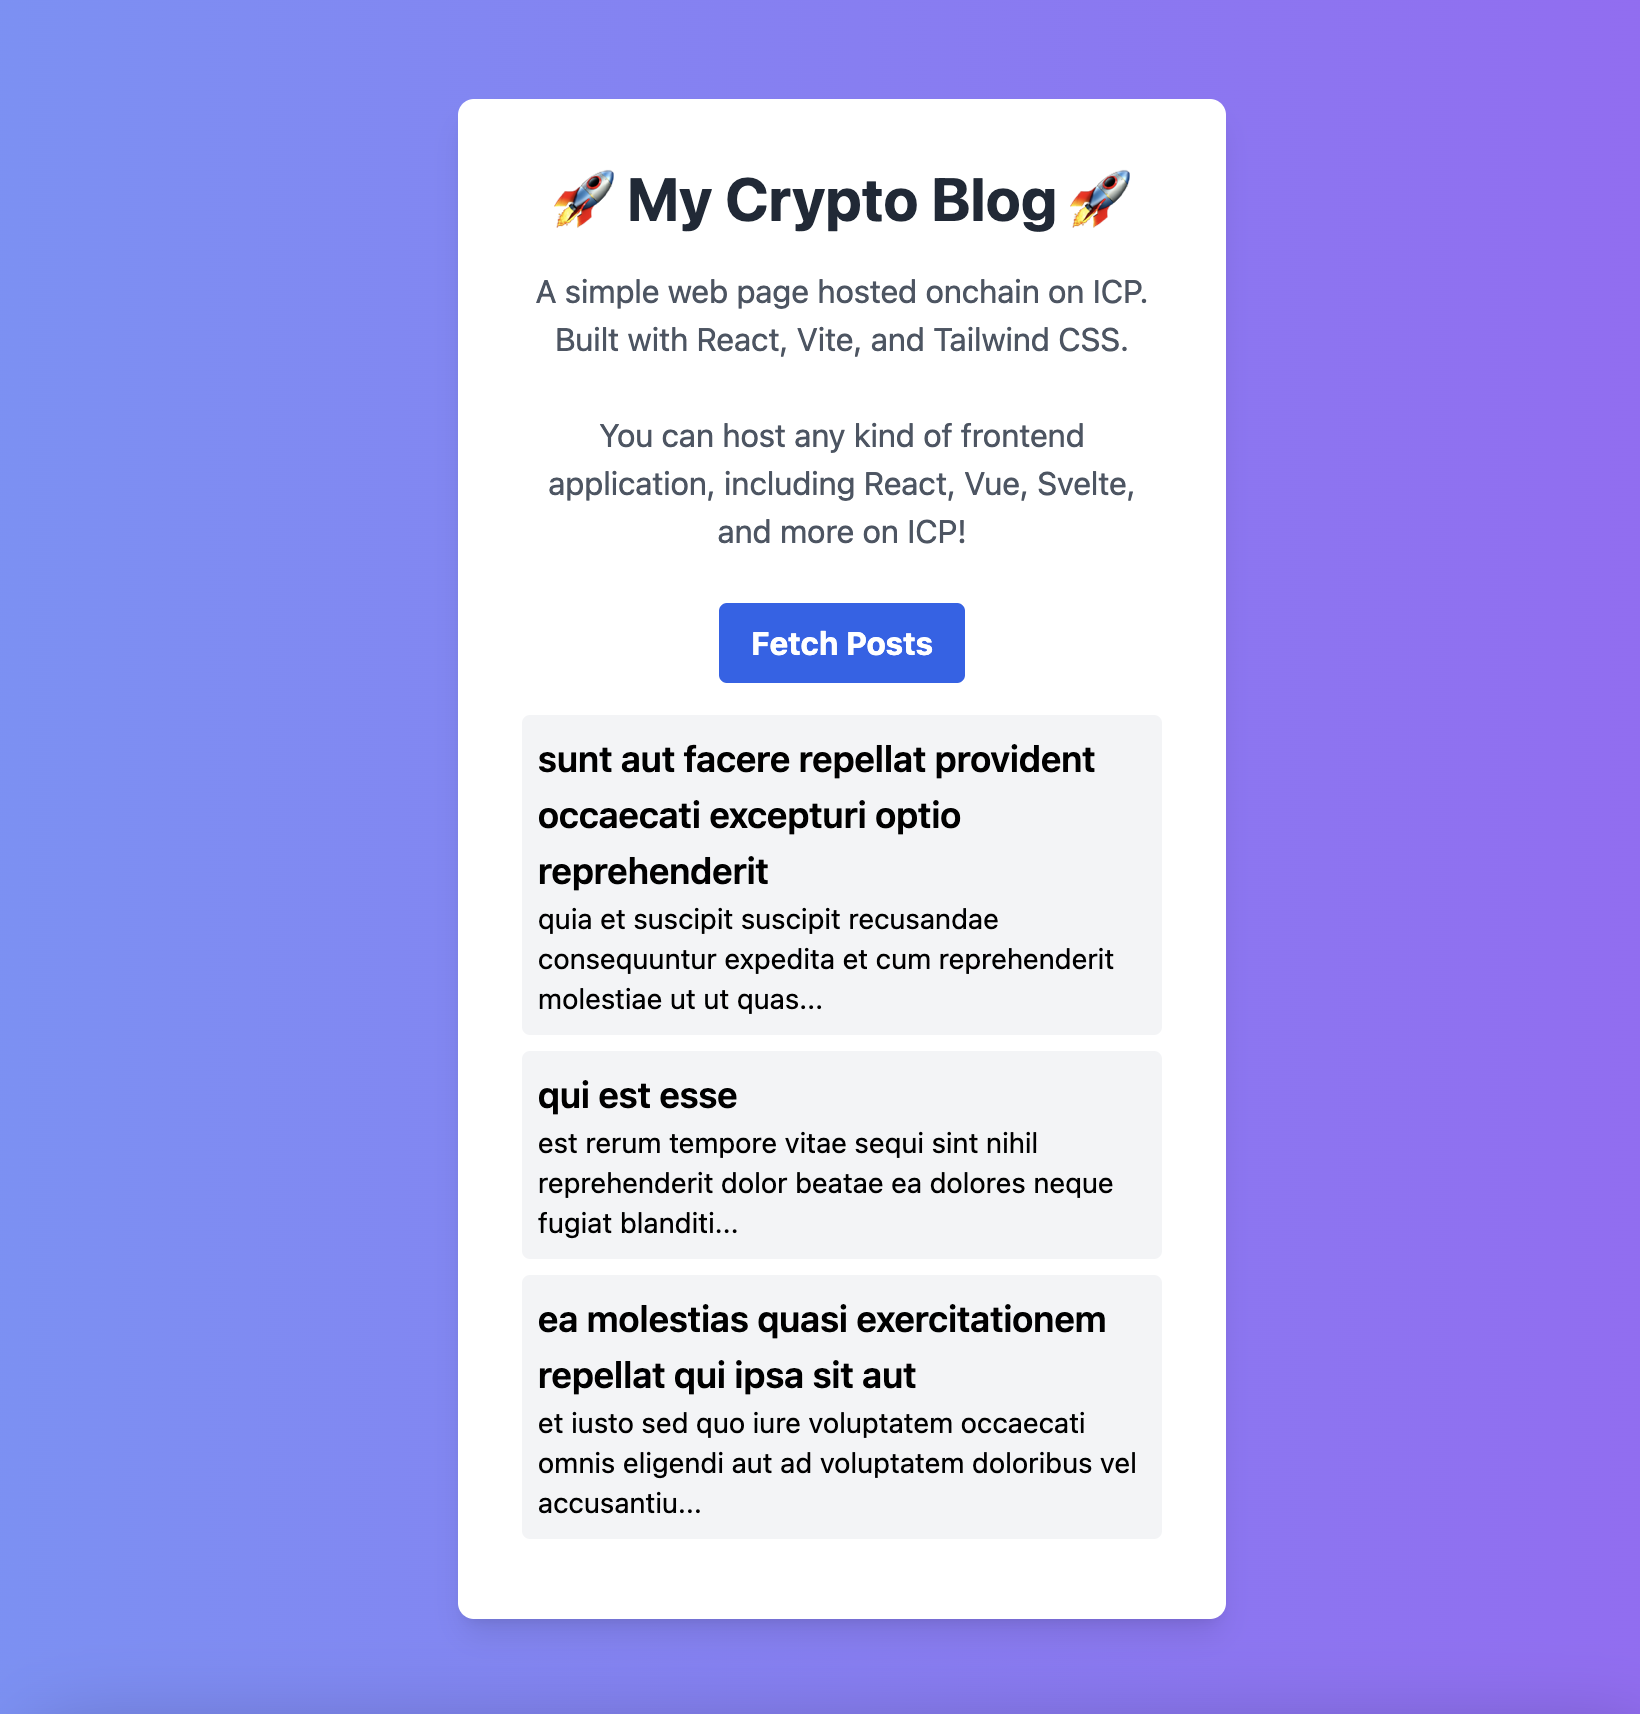 🚀 My Crypto Blog 🚀
A simple web page hosted onchain on ICP.
Built with React, Vite, and Tailwind CSS.
You can host any kind of frontend
application, including React, Vue, Svelte,
and more on ICP!
Fetch Posts
sunt aut facere repellat provident
occaecati excepturi optio
reprehenderit
quia et suscipit suscipit recusandae
consequuntur expedita et cum reprehenderit
molestiae ut ut quas...
qui est esse
est rerum tempore vitae sequi sint nihil
reprehenderit dolor beatae ea dolores neque
fugiat blanditi...
ea molestias quasi exercitationem
repellat qui ipsa sit aut
et iusto sed quo iure voluptatem occaecati
omnis eligendi aut ad voluptatem doloribus vel
accusantiu...